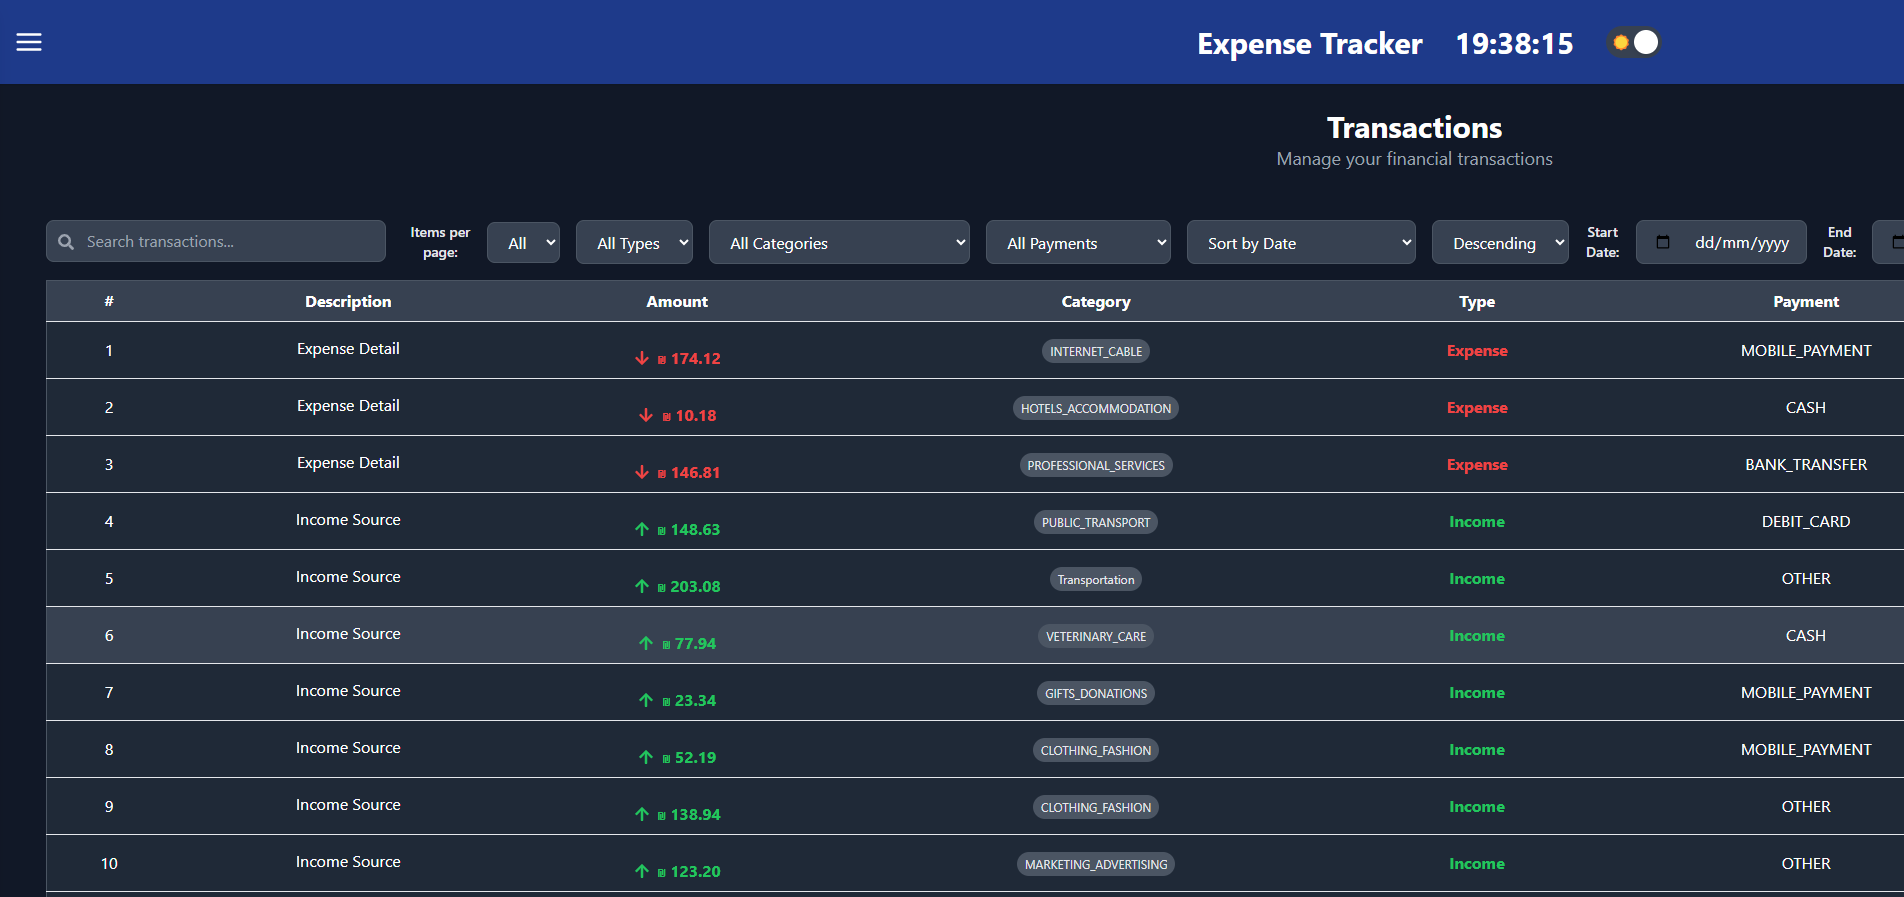 Expense Tracker 19:38:15
Transactions
Manage your financial transactions
Search transactions...
Items per
page:
All
All Types
All Categories
All Payments
Sort by Date
Descending
Start
Date:
dd/mm/yyyy
End
Date:
# Description Amount Category Type Payment
1 Expense Detail ₪ 174.12 INTERNET_CABLE Expense MOBILE_PAYMENT
2 Expense Detail ₪ 10.18 HOTELS_ACCOMMODATION Expense CASH
3 Expense Detail ₪ 146.81 PROFESSIONAL_SERVICES Expense BANK_TRANSFER
4 Income Source ₪ 148.63 PUBLIC_TRANSPORT Income DEBIT_CARD
5 Income Source ₪ 203.08 Transportation Income OTHER
6 Income Source ₪ 77.94 VETERINARY_CARE Income CASH
7 Income Source ₪ 23.34 GIFTS_DONATIONS Income MOBILE_PAYMENT
8 Income Source ₪ 52.19 CLOTHING_FASHION Income MOBILE_PAYMENT
9 Income Source ₪ 138.94 CLOTHING_FASHION Income OTHER
10 Income Source ₪ 123.20 MARKETING_ADVERTISING Income OTHER